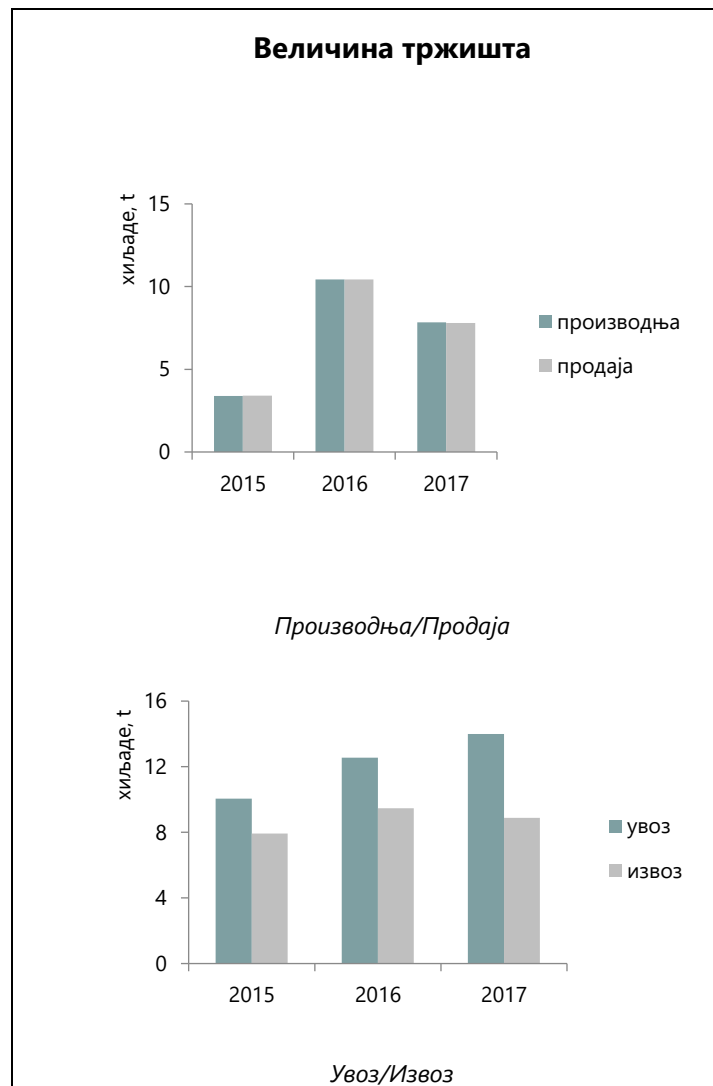 Величина тржишта
хиљаде, t
15
10
5
0
2015 2016 2017
производња
продаја
Производња/Продаја
хиљаде, t
16
12
8
4
0
2015 2016 2017
увоз
извоз
Увоз/Извоз